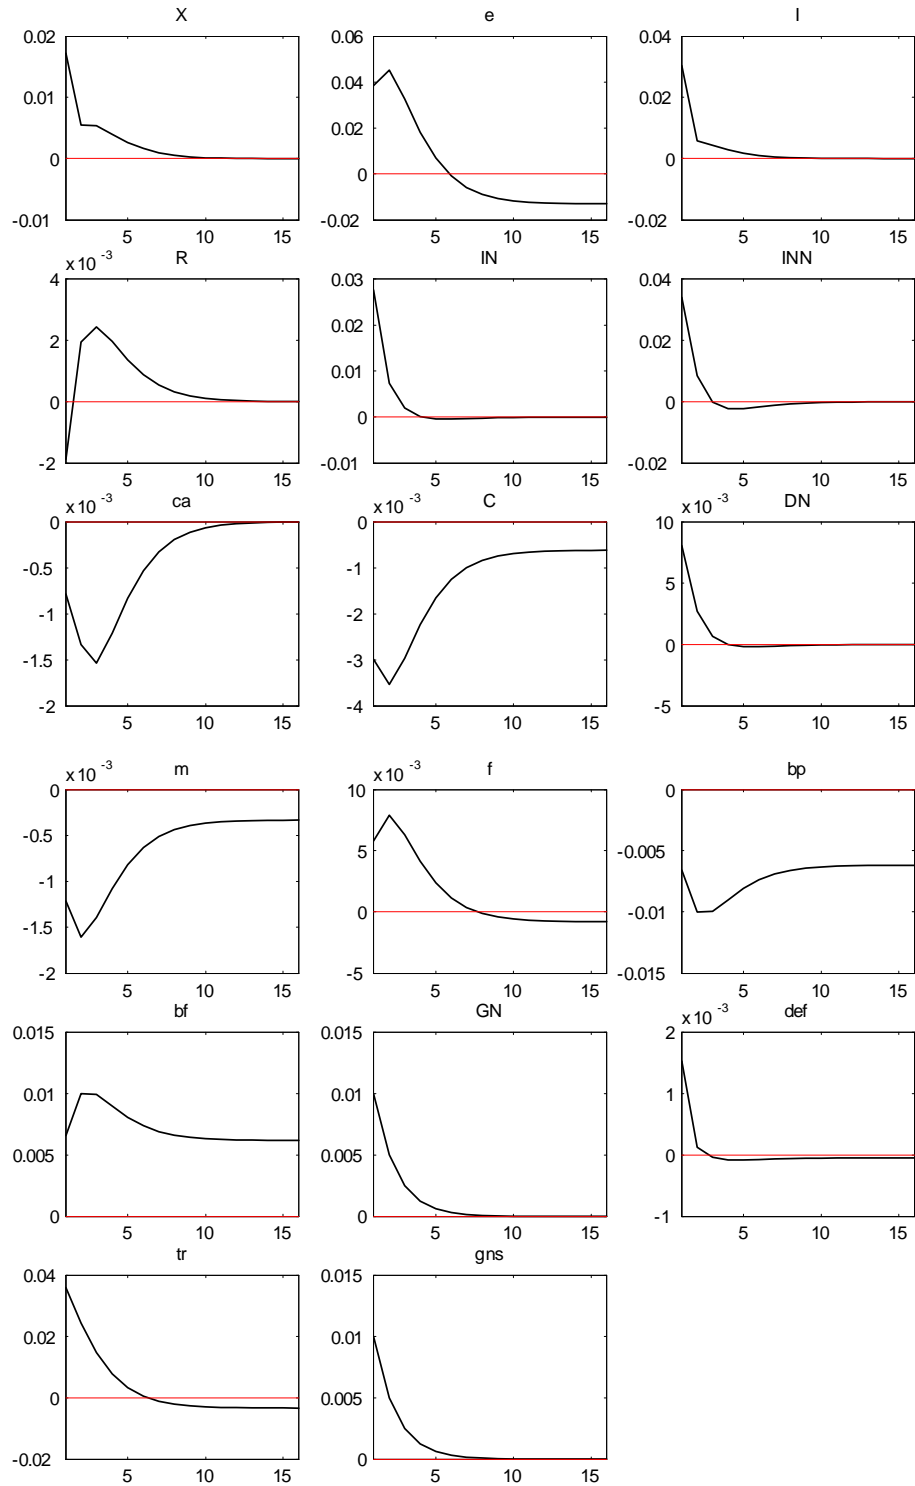 X e I
0.02 0.06 0.04
0.01 0.04 0.02
0.02
0 0 0
-0.01 -0.02 -0.02
5 10 15 5 10 15 5 10 15
x 10 -3 R IN INN
4 0.03 0.04
2 0.02 0.02
0.01
0 0 0
-2 -0.01 -0.02
5 10 15 5 10 15 5 10 15
x 10 -3 ca x 10 -3 C x 10 -3 DN
0 0 10
-0.5 -1 5
-1 -2
-1.5 -3 0
-2 -4 -5
5 10 15 5 10 15 5 10 15
x 10 -3 m x 10 -3 f bp
0 10 0
-0.5 5 -0.005
-1
-1.5 0 -0.01
-2 -5 -0.015
5 10 15 5 10 15 5 10 15
bf GN x 10 -3 def
0.015 0.015 2
0.01 0.01 1
0.005 0.005 0
0 0 -1
5 10 15 5 10 15 5 10 15
tr gns
0.04 0.015
0.02 0.01
0 0.005
-0.02 0
5 10 15 5 10 15